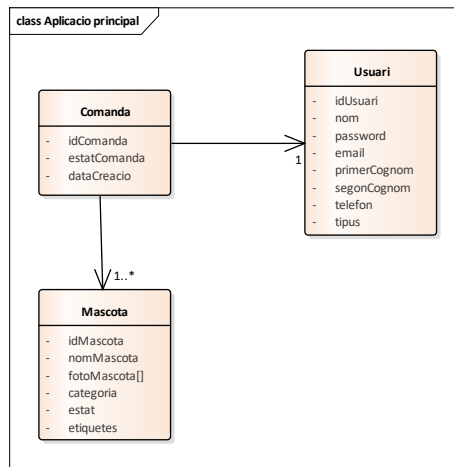 class Aplicacio principal
Comanda
- idComanda
- estatComanda
- dataCreacio
Usuari
- idUsuari
- nom
- password
- email
- primerCognom
- segonCognom
- telefon
- tipus
1
1..*
Mascota
- idMascota
- nomMascota
- fotoMascota[]
- categoria
- estat
- etiquetes